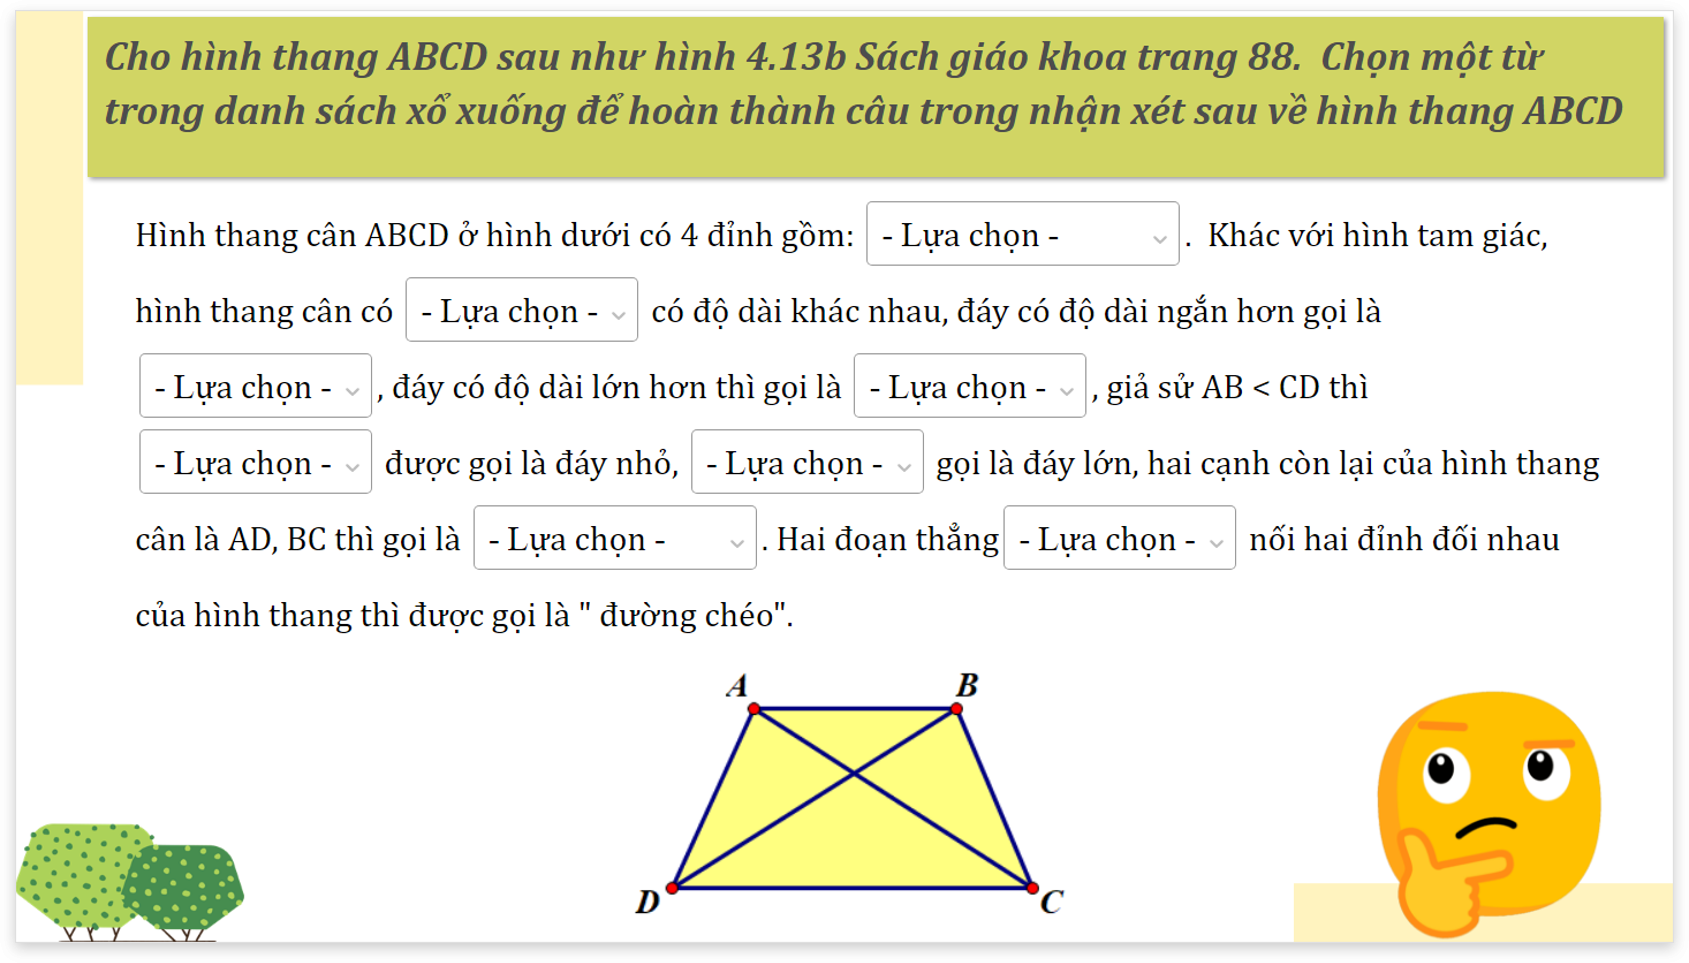 Cho hình thang ABCD sau như hình 4.13b Sách giáo khoa trang 88. Chọn một từ
trong danh sách xổ xuống để hoàn thành câu trong nhận xét sau về hình thang ABCD
Hình thang cân ABCD ở hình dưới có 4 đỉnh gồm: - Lựa chọn - . Khác với hình tam giác,
hình thang cân có - Lựa chọn - có độ dài khác nhau, đáy có độ dài ngắn hơn gọi là
- Lựa chọn - , đáy có độ dài lớn hơn thì gọi là - Lựa chọn - , giả sử AB < CD thì
- Lựa chọn - được gọi là đáy nhỏ, - Lựa chọn - gọi là đáy lớn, hai cạnh còn lại của hình thang
cân là AD, BC thì gọi là - Lựa chọn - . Hai đoạn thẳng - Lựa chọn - nối hai đỉnh đối nhau
của hình thang thì được gọi là " đường chéo".
A B
D C